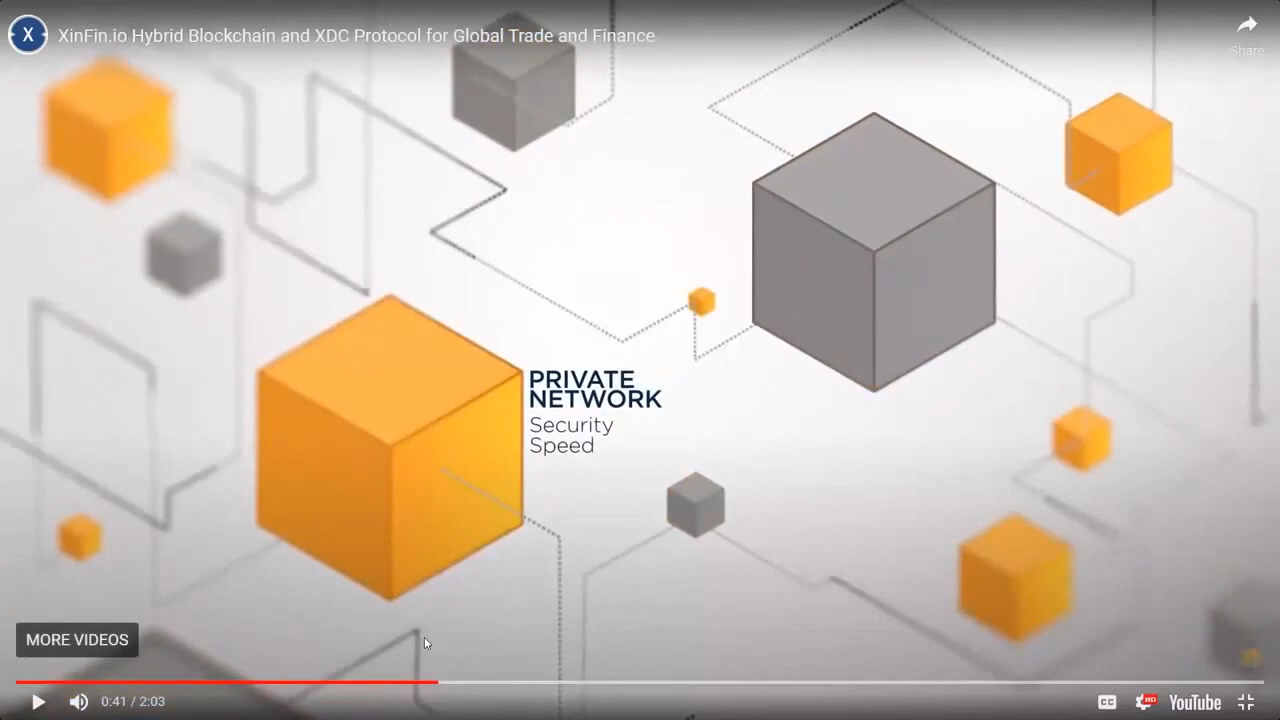 X
XinFin.io Hybrid Blockchain and XDC Protocol for Global Trade and Finance
Share
PRIVATE
NETWORK
Security
Speed
MORE VIDEOS
0:41 / 2:03
CC
HD
YouTube